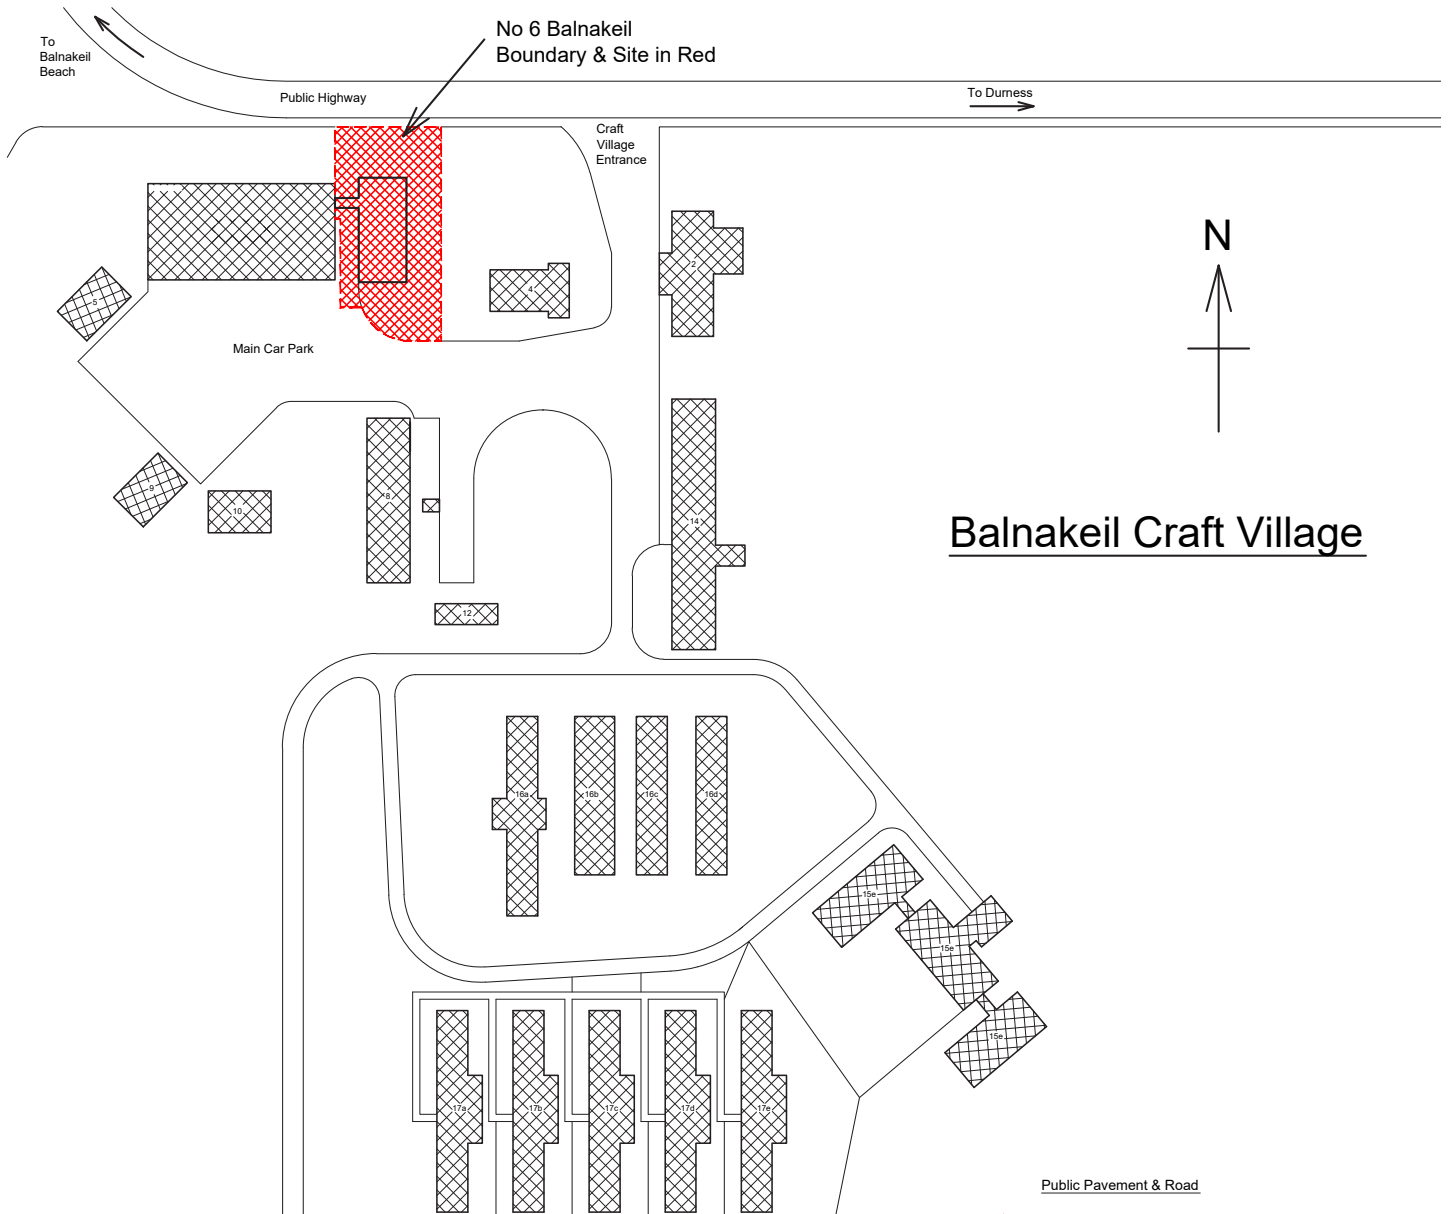 No 6 Balnakeil
Boundary & Site in Red
To
Balnakeil
Beach
Public Highway
To Durness
Craft
Village
Entrance
N
2
4
5
Main Car Park
8
9
10
14
Balnakeil Craft Village
12
16a
16b
16c
16d
15e
15e
15e
17a
17b
17c
17d
17e
Public Pavement & Road